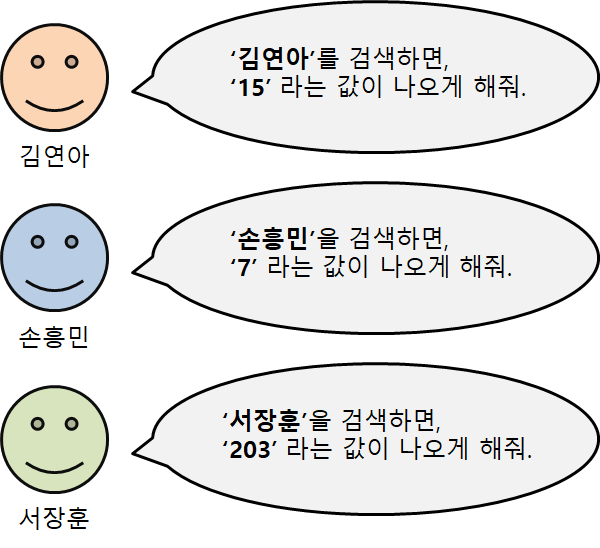 ‘김연아’를 검색하면,
‘15’ 라는 값이 나오게 해줘.
김연아
‘손흥민’을 검색하면,
‘7’ 라는 값이 나오게 해줘.
손흥민
‘서장훈’을 검색하면,
‘203’ 라는 값이 나오게 해줘.
서장훈